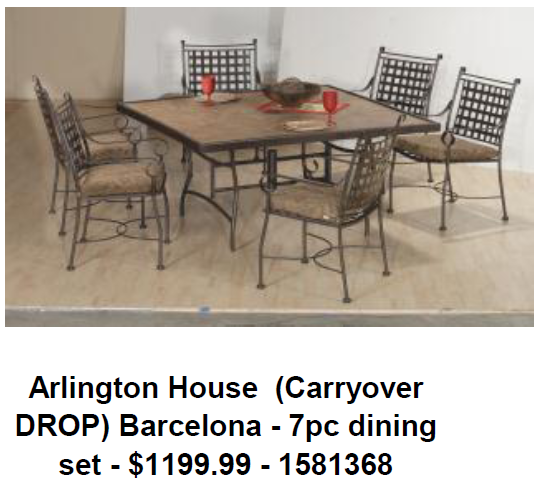 Arlington House  (Carryover
DROP) Barcelona - 7pc dining
set - $1199.99 - 1581368